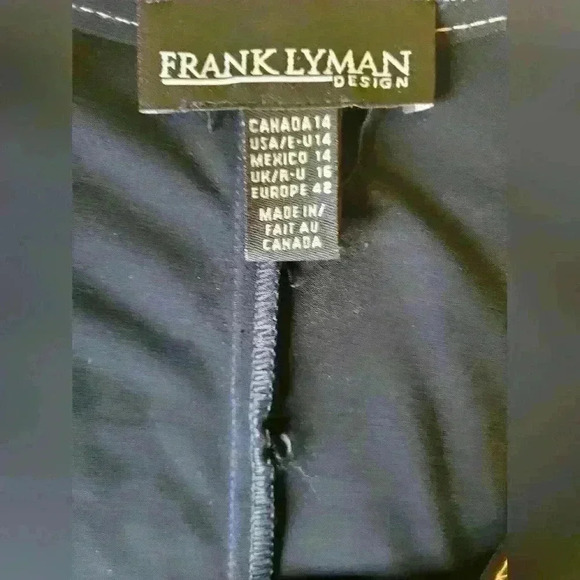 FRANK LYMAN
DESIGN
CANADA 14
USA/E-U 14
MEXICO 14
UK/R-U 16
EUROPE 42
MADE IN/
FAIT AU
CANADA